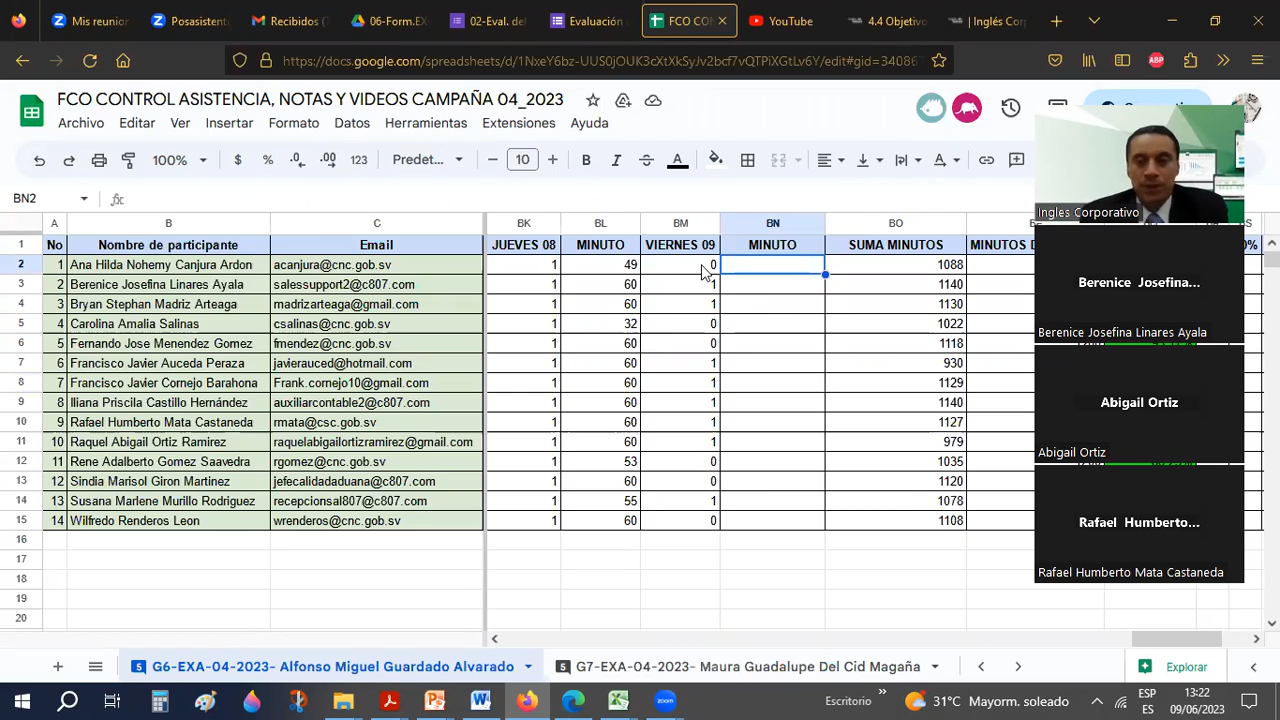 Mis reunion
Posasistente
Recibidos (
06-Form.EX
02-Eval. del
Evaluación
FCO CON
YouTube
4.4 Objetivo
| Inglés Corp
https://docs.google.com/spreadsheets/d/1NxeY6bz-UUS0jOUK3cXtXkSyJv2bcf7vQTPiXGtLv6Y/edit#gid=34086
FCO CONTROL ASISTENCIA, NOTAS Y VIDEOS CAMPAÑA 04_2023
Archivo Editar Ver Insertar Formato Datos Herramientas Extensiones Ayuda
100% $ % .0 .00 123 Predet... 10 B I A
BN2 fx
A B C BK BL BM BN BO
1 No Nombre de participante Email JUEVES 08 MINUTO VIERNES 09 MINUTO SUMA MINUTOS MINUTOS D
2 1 Ana Hilda Nohemy Canjura Ardon acanjura@cnc.gob.sv 1 49 0 1088
3 2 Berenice Josefina Linares Ayala salessupport2@c807.com 1 60 1 1140
4 3 Bryan Stephan Madriz Arteaga madrizarteaga@gmail.com 1 60 1 1130
5 4 Carolina Amalia Salinas csalinas@cnc.gob.sv 1 32 0 1022
6 5 Fernando Jose Menendez Gomez fmendez@cnc.gob.sv 1 60 0 1118
7 6 Francisco Javier Auceda Peraza javierauced@hotmail.com 1 60 1 930
8 7 Francisco Javier Cornejo Barahona Frank.cornejo10@gmail.com 1 60 1 1129
9 8 Iliana Priscila Castillo Hernández auxiliarcontable2@c807.com 1 60 1 1140
10 9 Rafael Humberto Mata Castaneda rmata@csc.gob.sv 1 60 1 1127
11 10 Raquel Abigail Ortiz Ramirez raquelabigailortizramirez@gmail.com 1 60 1 979
12 11 Rene Adalberto Gomez Saavedra rgomez@cnc.gob.sv 1 53 0 1035
13 12 Sindia Marisol Giron Martinez jefecalidadaduana@c807.com 1 60 0 1120
14 13 Susana Marlene Murillo Rodriguez recepcionsal807@c807.com 1 55 1 1078
15 14 Wilfredo Renderos Leon wrenderos@cnc.gob.sv 1 60 0 1108
16
17
18
19
20
Ingles Corporativo
Berenice Josefina...
Berenice Josefina Linares Ayala
Abigail Ortiz
Abigail Ortiz
Rafael Humberto...
Rafael Humberto Mata Castaneda
5 G6-EXA-04-2023- Alfonso Miguel Guardado Alvarado
5 G7-EXA-04-2023- Maura Guadalupe Del Cid Magaña
Explorar
Escritorio
31°C Mayorm. soleado
ESP
ES
13:22
09/06/2023